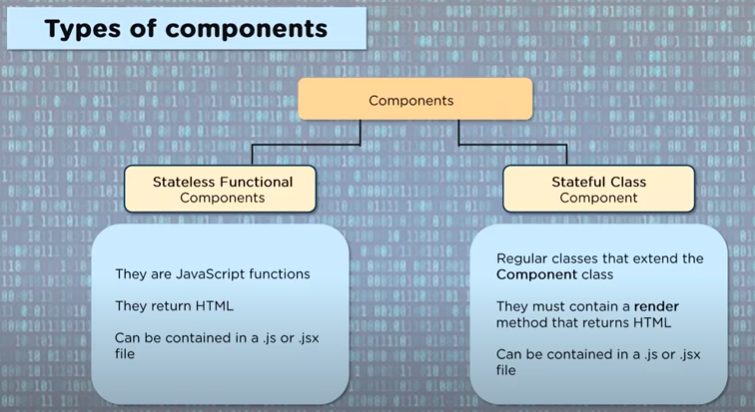 Types of components
Components
Stateless Functional
Components
They are JavaScript functions
They return HTML
Can be contained in a .js or .jsx
file
Stateful Class
Component
Regular classes that extend the
Component class
They must contain a render
method that returns HTML
Can be contained in a .js or .jsx
file